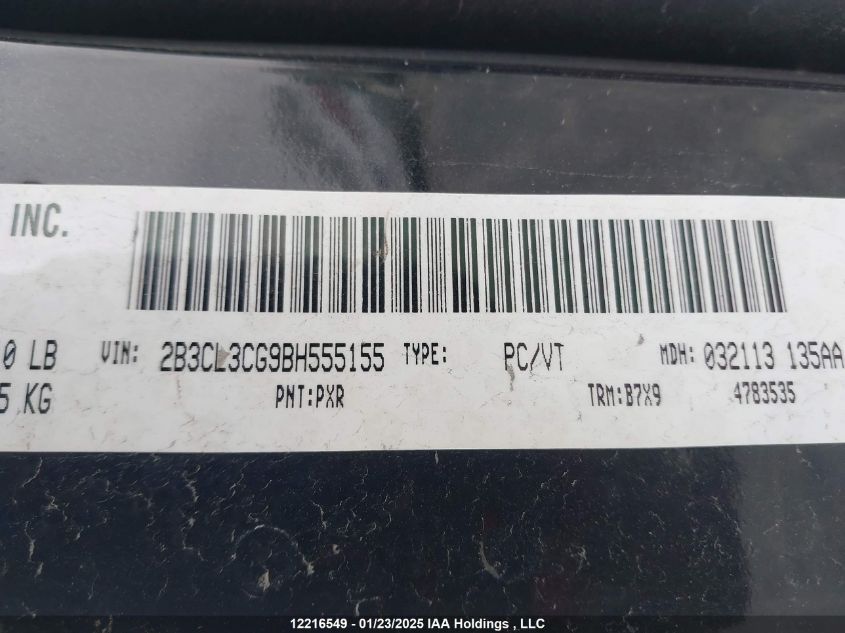 INC.
0 LB VIN: 2B3CL3CG9BH555155 TYPE: PC/VT MDH: 032113 135AA
5 KG PNT:PXR TRM:B7X9 4783535
12216549 - 01/23/2025 IAA Holdings , LLC